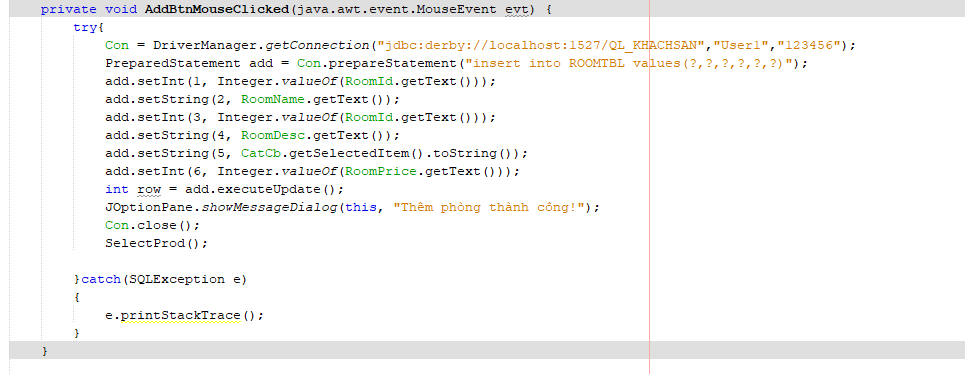 private void AddBtnMouseClicked(java.awt.event.MouseEvent evt) {
try{
Con = DriverManager.getConnection("jdbc:derby://localhost:1527/QL_KHACHSAN","User1","123456");
PreparedStatement add = Con.prepareStatement("insert into ROOMTBL values(?,?,?,?,?,?)");
add.setInt(1, Integer.valueOf(RoomId.getText()));
add.setString(2, RoomName.getText());
add.setInt(3, Integer.valueOf(RoomId.getText()));
add.setString(4, RoomDesc.getText());
add.setString(5, CatCb.getSelectedItem().toString());
add.setInt(6, Integer.valueOf(RoomPrice.getText()));
int row = add.executeUpdate();
JOptionPane.showMessageDialog(this, "Thêm phòng thành công!");
Con.close();
SelectProd();
}catch(SQLException e)
{
e.printStackTrace();
}
}